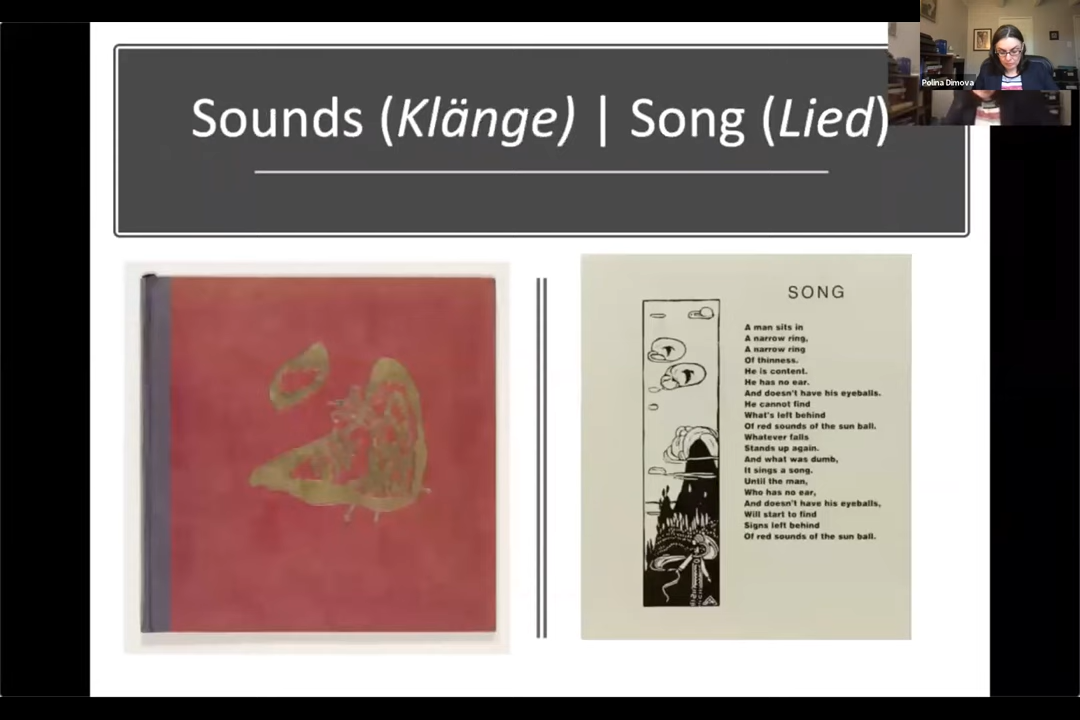 Sounds (Klänge) | Song (Lied)
Polina Dimova
SONG
A man sits in
A narrow ring,
A narrow ring
Of thinness.
He is content.
He has no ear.
And doesn't have his eyeballs.
He cannot find
What's left behind
Of red sounds of the sun ball.
Whatever falls
Stands up again.
And what was dumb,
It sings a song.
Until the man,
Who has no ear,
And doesn't have his eyeballs,
Will start to find
Signs left behind
Of red sounds of the sun ball.